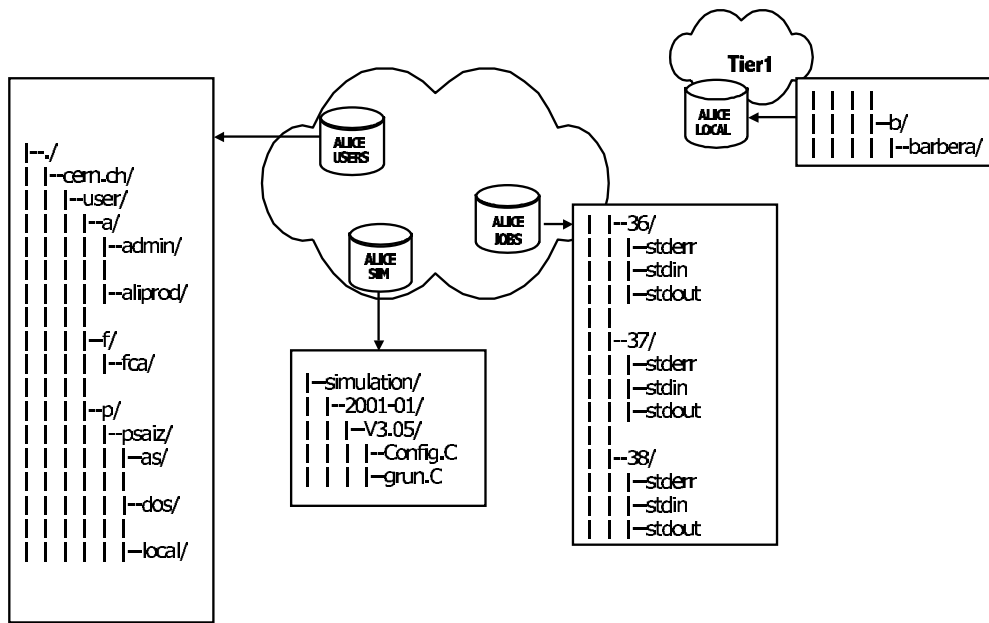 |--./
| |--cern.ch/
| | |--user/
| | | |--a/
| | | | |--admin/
| | | | |
| | | | |--aliprod/
| | | |
| | | |--f/
| | | | |--fca/
| | | |
| | | |--p/
| | | | |--psaiz/
| | | | | |--as/
| | | | | |
| | | | | |--dos/
| | | | | |
| | | | | |--local/
ALICE
USERS
ALICE
SIM
ALICE
JOBS
|--simulation/
| |--2001-01/
| | |--V3.05/
| | | |--Config.C
| | | |--grun.C
| |--36/
| | |--stderr
| | |--stdin
| | |--stdout
| |
| |--37/
| | |--stderr
| | |--stdin
| | |--stdout
| |
| |--38/
| | |--stderr
| | |--stdin
| | |--stdout
Tier1
ALICE
LOCAL
| | | |
| | | |--b/
| | | | |--barbera/